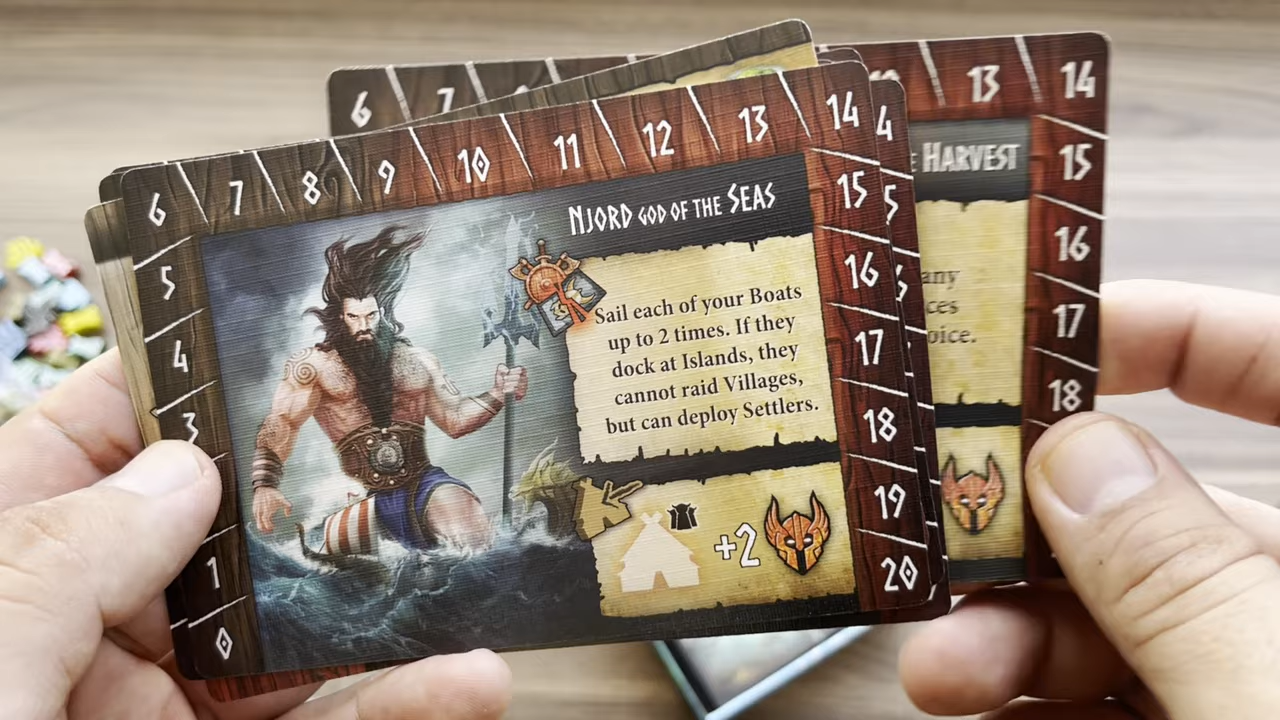 6 7 8 9 10 11 12 13 14
NJORD GOD OF THE SEAS
Sail each of your Boats
up to 2 times. If they
dock at Islands, they
cannot raid Villages,
but can deploy Settlers.
+2
5
4
3
1
0
15
16
17
18
19
20
6 7
4
5
13 14
HARVEST
any
oice.
15
16
17
18